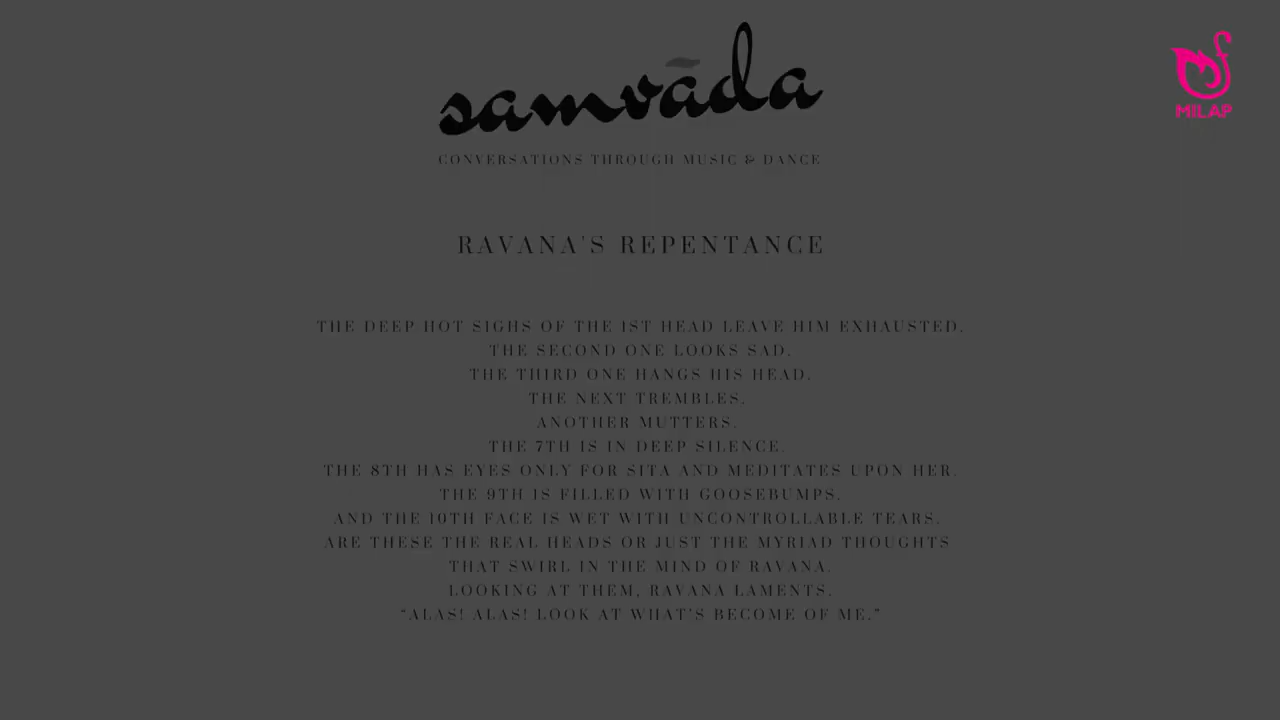 samvāda
MILAP
CONVERSATIONS THROUGH MUSIC & DANCE
RAVANA'S REPENTANCE
THE DEEP HOT SIGHS OF THE 1ST HEAD LEAVE HIM EXHAUSTED.
THE SECOND ONE LOOKS SAD.
THE THIRD ONE HANGS HIS HEAD.
THE NEXT TREMBLES.
ANOTHER MUTTERS.
THE 7TH IS IN DEEP SILENCE.
THE 8TH HAS EYES ONLY FOR SITA AND MEDITATES UPON HER.
THE 9TH IS FILLED WITH GOOSEBUMPS.
AND THE 10TH FACE IS WET WITH UNCONTROLLABLE TEARS.
ARE THESE THE REAL HEADS OR JUST THE MYRIAD THOUGHTS
THAT SWIRL IN THE MIND OF RAVANA.
LOOKING AT THEM, RAVANA LAMENTS.
“ALAS! ALAS! LOOK AT WHAT’S BECOME OF ME.”